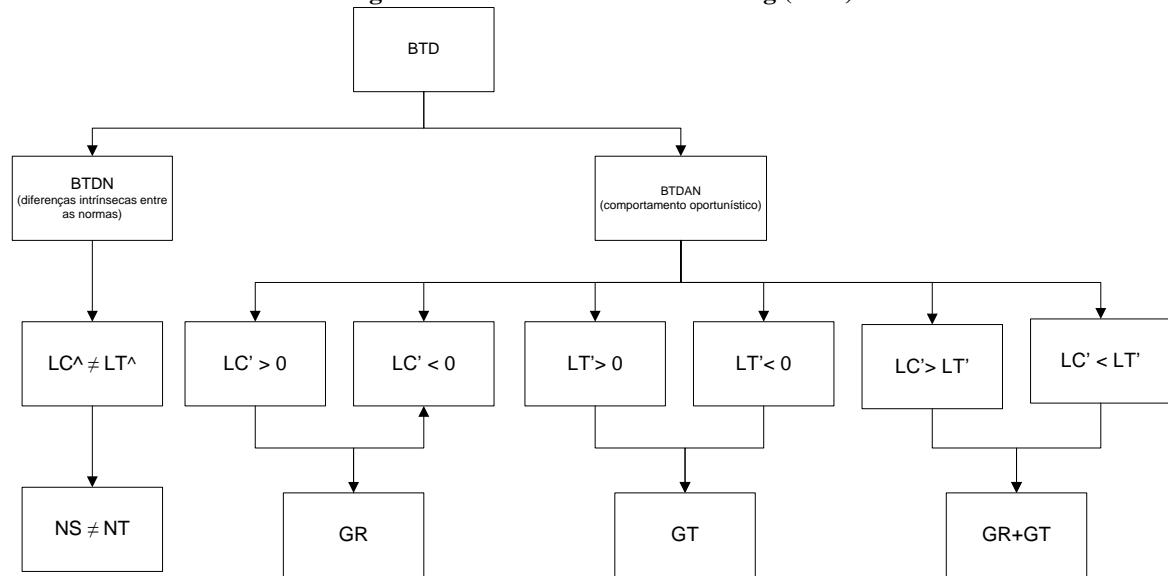 BTD
BTDN
(diferenças intrínsecas entre
as normas)
BTDAN
(comportamento oportunístico)
LC^ ≠ LT^
LC’ > 0
LC’ < 0
LT’> 0
LT’< 0
LC’> LT’
LC’ < LT’
NS ≠ NT
GR
GT
GR+GT